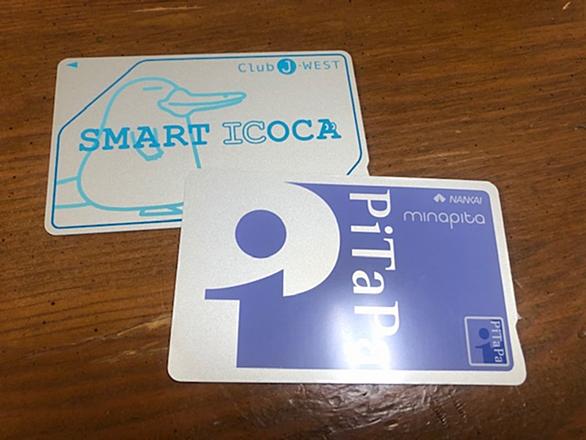 Club J-WEST
SMART ICOCA
NANKAI
minapita
PiTaPa
PiTaPa